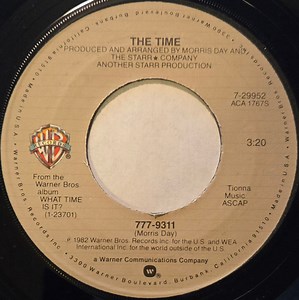 THE TIME
PRODUCED AND ARRANGED BY MORRIS DAY AND
THE STARR★COMPANY
ANOTHER STARR PRODUCTION
7-29952
ACA 1767S
3:20
From the
Warner Bros
album
WHAT TIME
IS IT?
(1-23701)
Tionna
Music
ASCAP
777-9311
(Morris Day)
℗ 1982 Warner Bros. Records Inc. for the U.S. and WEA
International Inc. for the world outside of the U.S.
a Warner Communications Company
3300 Warner Boulevard, Burbank, California